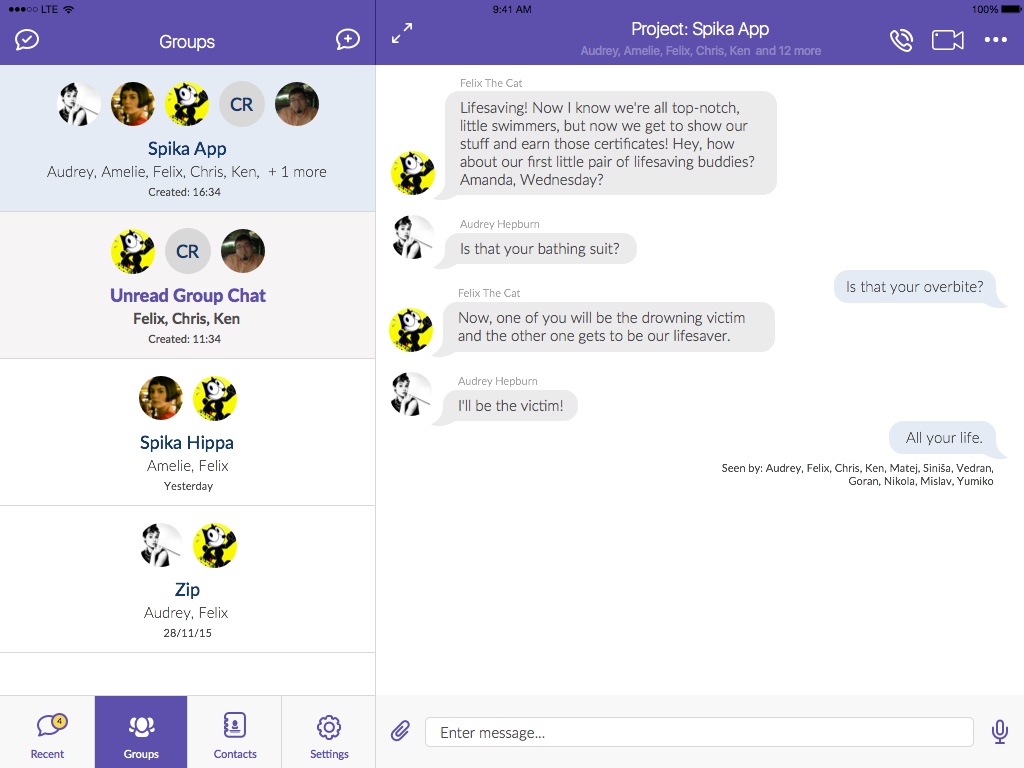 LTE
9:41 AM
100%
Groups
Project: Spika App
Audrey, Amelie, Felix, Chris, Ken and 12 more
CR
Spika App
Audrey, Amelie, Felix, Chris, Ken, + 1 more
Created: 16:34
CR
Unread Group Chat
Felix, Chris, Ken
Created: 11:34
Spika Hippa
Amelie, Felix
Yesterday
Zip
Audrey, Felix
28/11/15
4
Recent
Groups
Contacts
Settings
Felix The Cat
Lifesaving! Now I know we're all top-notch,
little swimmers, but now we get to show our
stuff and earn those certificates! Hey, how
about our first little pair of lifesaving buddies?
Amanda, Wednesday?
Audrey Hepburn
Is that your bathing suit?
Is that your overbite?
Felix The Cat
Now, one of you will be the drowning victim
and the other one gets to be our lifesaver.
Audrey Hepburn
I'll be the victim!
All your life.
Seen by: Audrey, Felix, Chris, Ken, Matej, Siniša, Vedran,
Goran, Nikola, Mislav, Yumiko
Enter message...